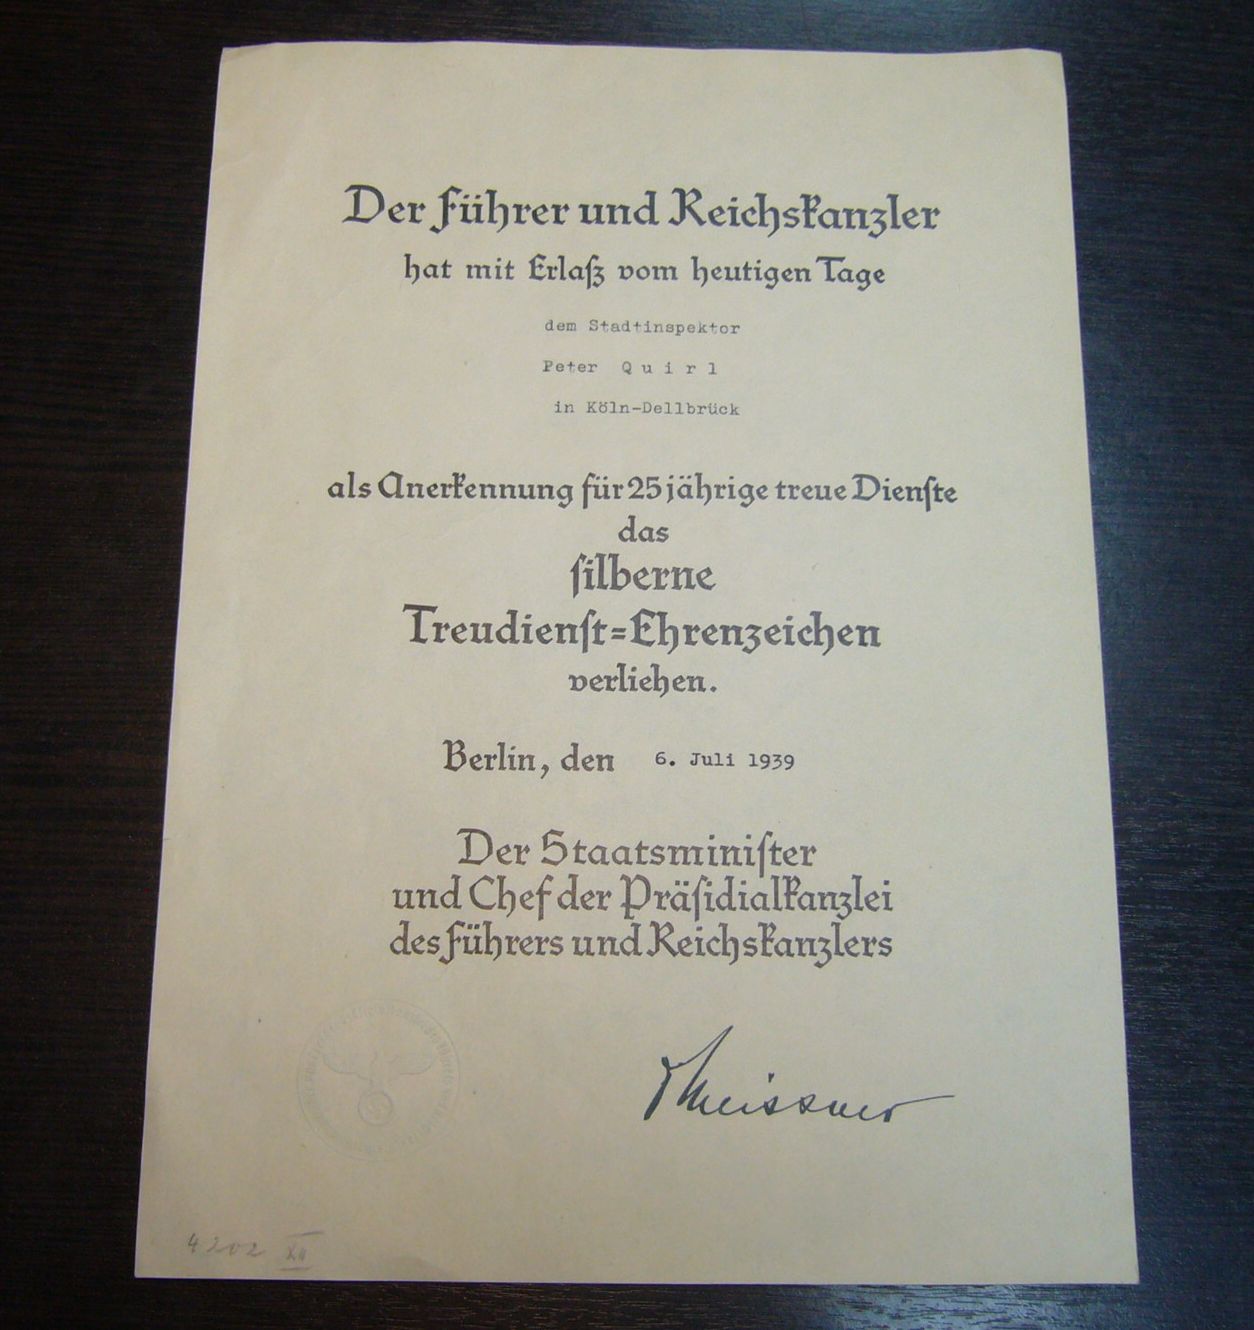 Der Führer und Reichskanzler
hat mit Erlaß vom heutigen Tage
dem Stadtinspektor
Peter Quirl
in Köln-Dellbrück
als Anerkennung für 25jährige treue Dienste
das
silberne
Treudienst=Ehrenzeichen
verliehen.
Berlin, den 6. Juli 1939
Der Staatsminister
und Chef der Präsidialkanzlei
des Führers und Reichskanzlers
Meissner
4202 XII